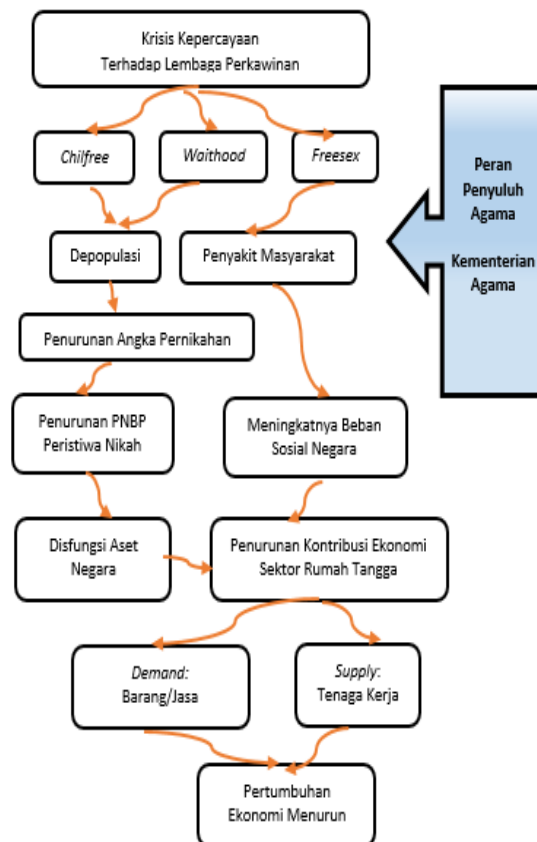 Krisis Kepercayaan
Terhadap Lembaga Perkawinan
Chilfree
Waithood
Freesex
Peran
Penyuluh
Agama
Kementerian
Agama
Depopulasi
Penyakit Masyarakat
Penurunan Angka Pernikahan
Penurunan PNBP
Peristiwa Nikah
Meningkatnya Beban
Sosial Negara
Disfungsi Aset
Negara
Penurunan Kontribusi Ekonomi
Sektor Rumah Tangga
Demand:
Barang/Jasa
Supply:
Tenaga Kerja
Pertumbuhan
Ekonomi Menurun